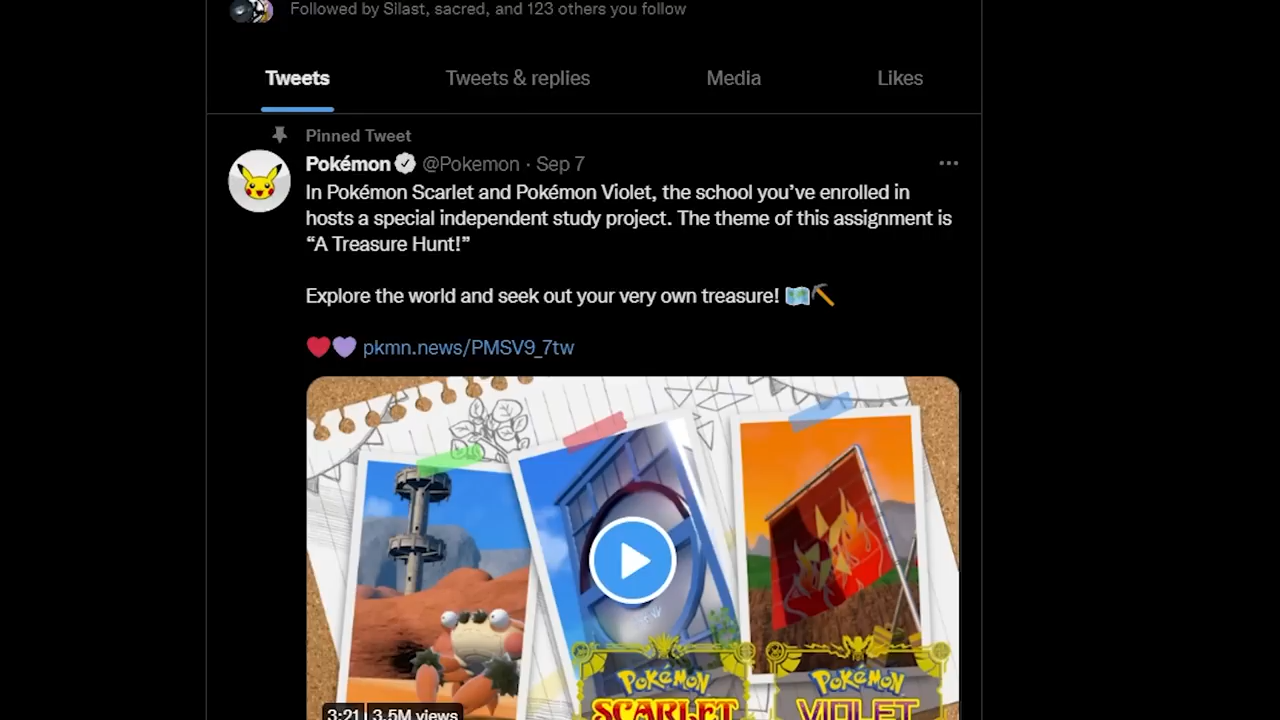 Followed by Silast, sacred, and 123 others you follow
Tweets
Tweets & replies
Media
Likes
Pinned Tweet
Pokémon @Pokemon · Sep 7
In Pokémon Scarlet and Pokémon Violet, the school you’ve enrolled in
hosts a special independent study project. The theme of this assignment is
“A Treasure Hunt!”
Explore the world and seek out your very own treasure! 🗺️⛏️
❤️💜 pkmn.news/PMSV9_7tw
POKéMON
SCARLET
POKéMON
VIOLET
3:21 | 3.5M views